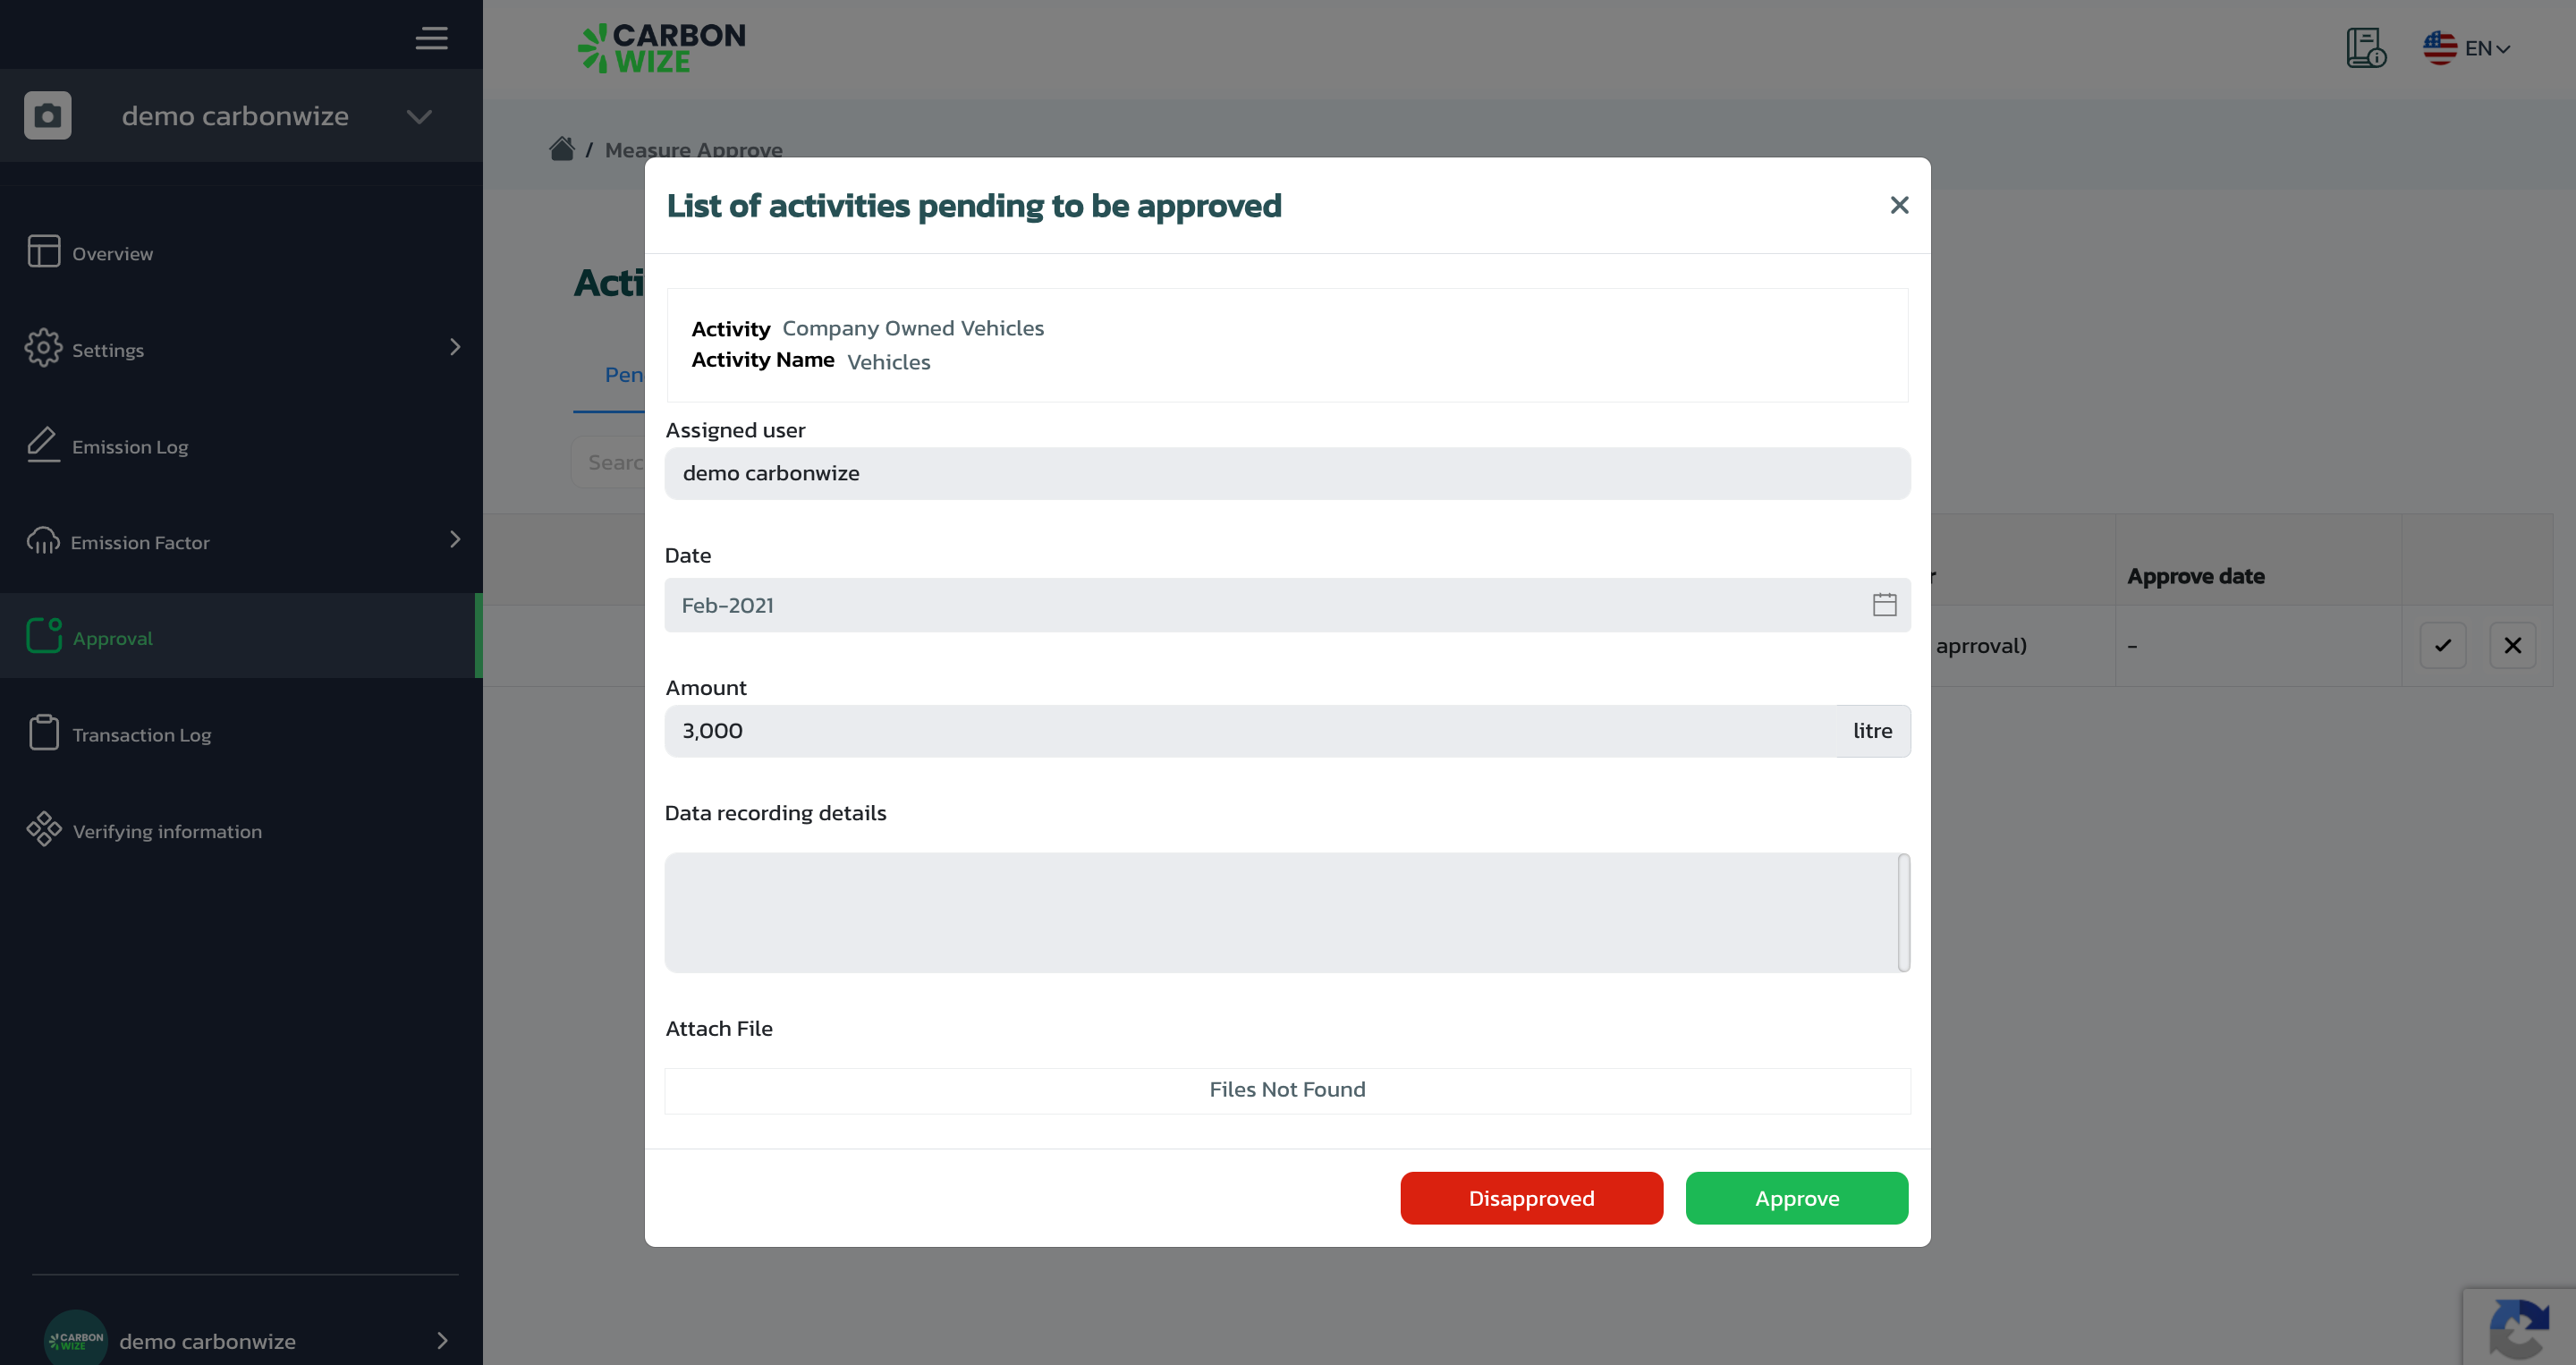 CARBON
WIZE
EN
demo carbonwize
/ Measure Approve
List of activities pending to be approved
Overview
Acti
Activity Company Owned Vehicles
Settings
Activity Name Vehicles
Pen
Assigned user
Emission Log
Searc
demo carbonwize
Emission Factor
Date
Approve date
Feb-2021
Approval
aprroval)
-
Amount
Transaction Log
3,000
litre
Data recording details
Verifying information
Attach File
Files Not Found
Disapproved
Approve
CARBON
WIZE
demo carbonwize